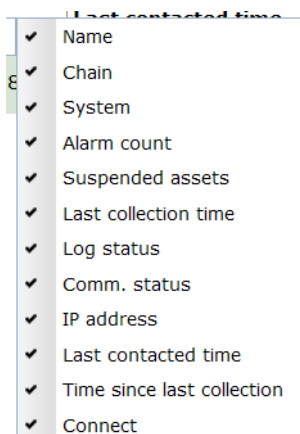 Last contacted time
8
Name
Chain
System
Alarm count
Suspended assets
Last collection time
Log status
Comm. status
IP address
Last contacted time
Time since last collection
Connect